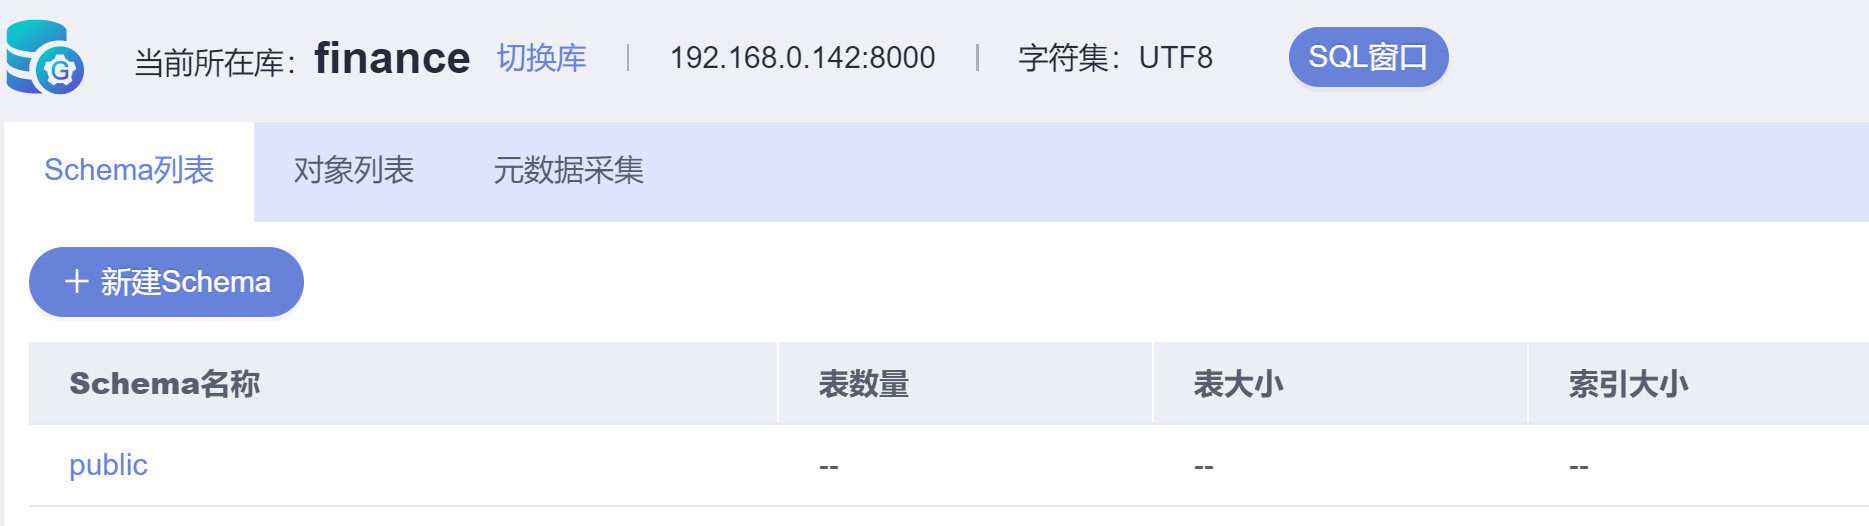 当前所在库： finance 切换库 | 192.168.0.142:8000 | 字符集：UTF8 SQL窗口
G
Schema列表 对象列表 元数据采集
＋ 新建Schema
Schema名称 表数量 表大小 索引大小
public -- -- --